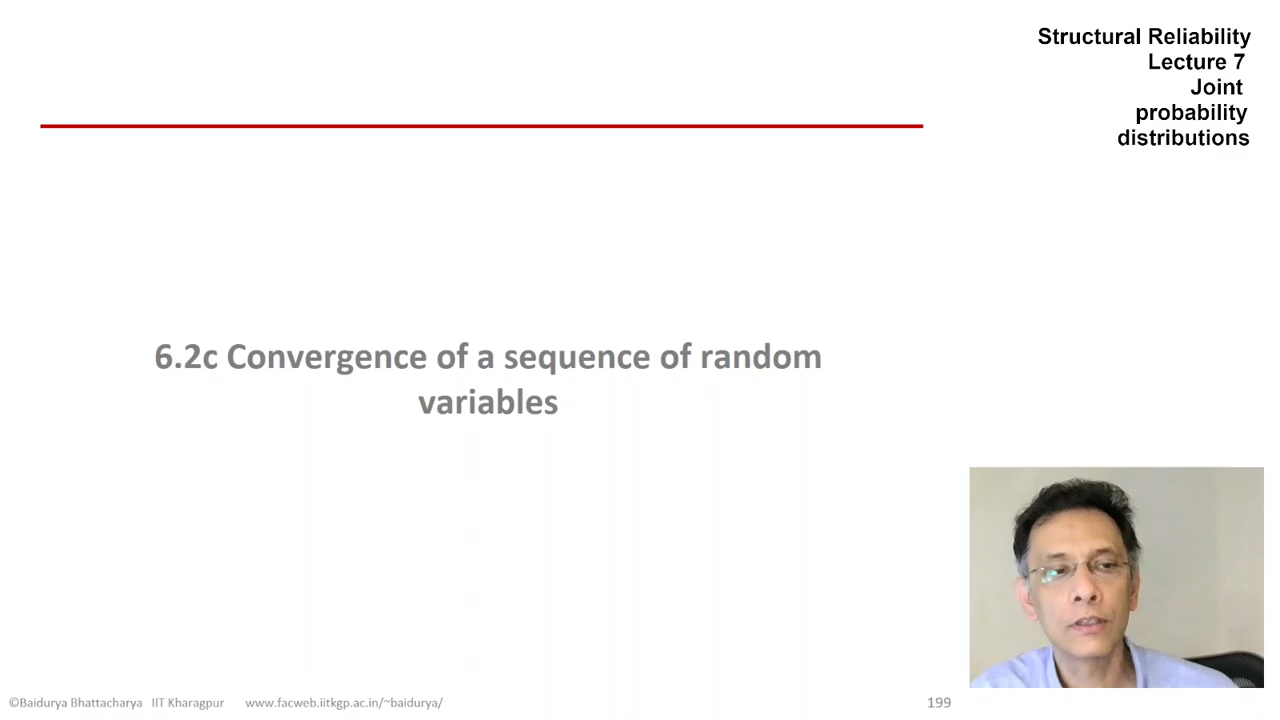 Structural Reliability
Lecture 7
Joint
probability
distributions
6.2c Convergence of a sequence of random
variables
©Baidurya Bhattacharya IIT Kharagpur www.facweb.iitkgp.ac.in/~baidurya/
199